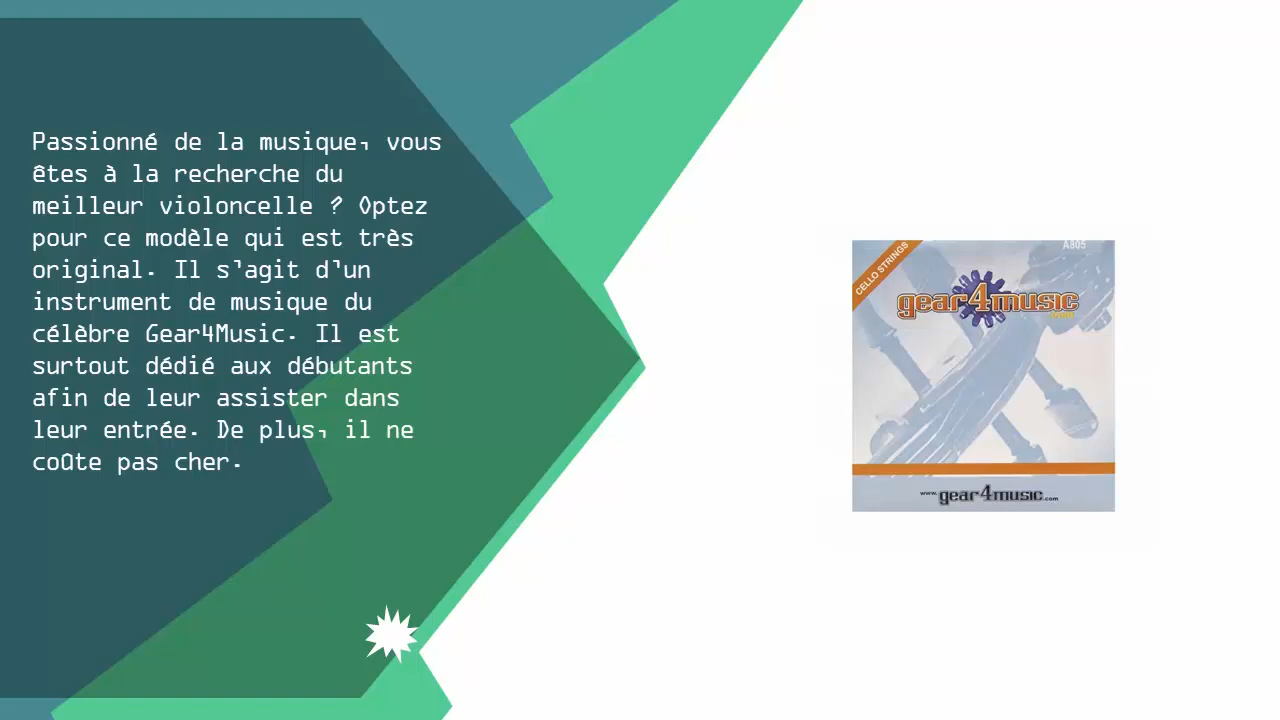 Passionné de la musique, vous
êtes à la recherche du
meilleur violoncelle ? Optez
pour ce modèle qui est très
original. Il s'agit d'un
instrument de musique du
célèbre Gear4Music. Il est
surtout dédié aux débutants
afin de leur assister dans
leur entrée. De plus, il ne
coûte pas cher.
A805
CELLO STRINGS
gear4music
www.gear4music.com